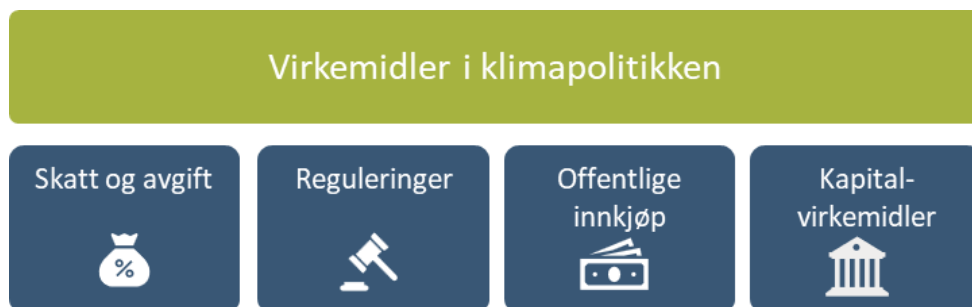 Virkemidler i klimapolitikken
Skatt og avgift
%
Reguleringer
Offentlige
innkjøp
Kapital-
virkemidler